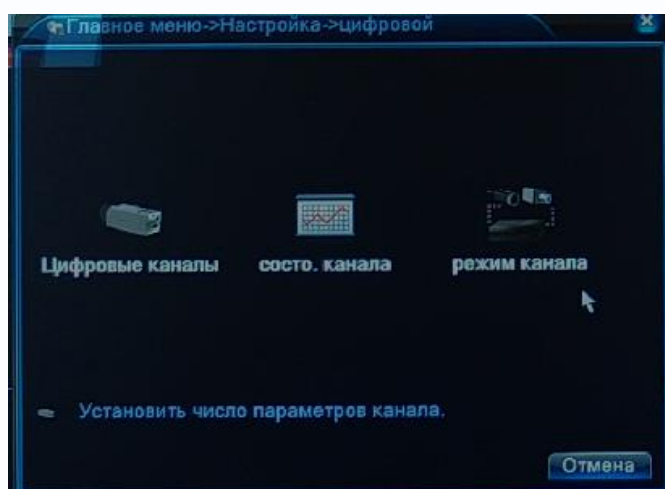 Главное меню->Настройка->цифровой
Цифровые каналы
состо. канала
режим канала
Установить число параметров канала.
Отмена